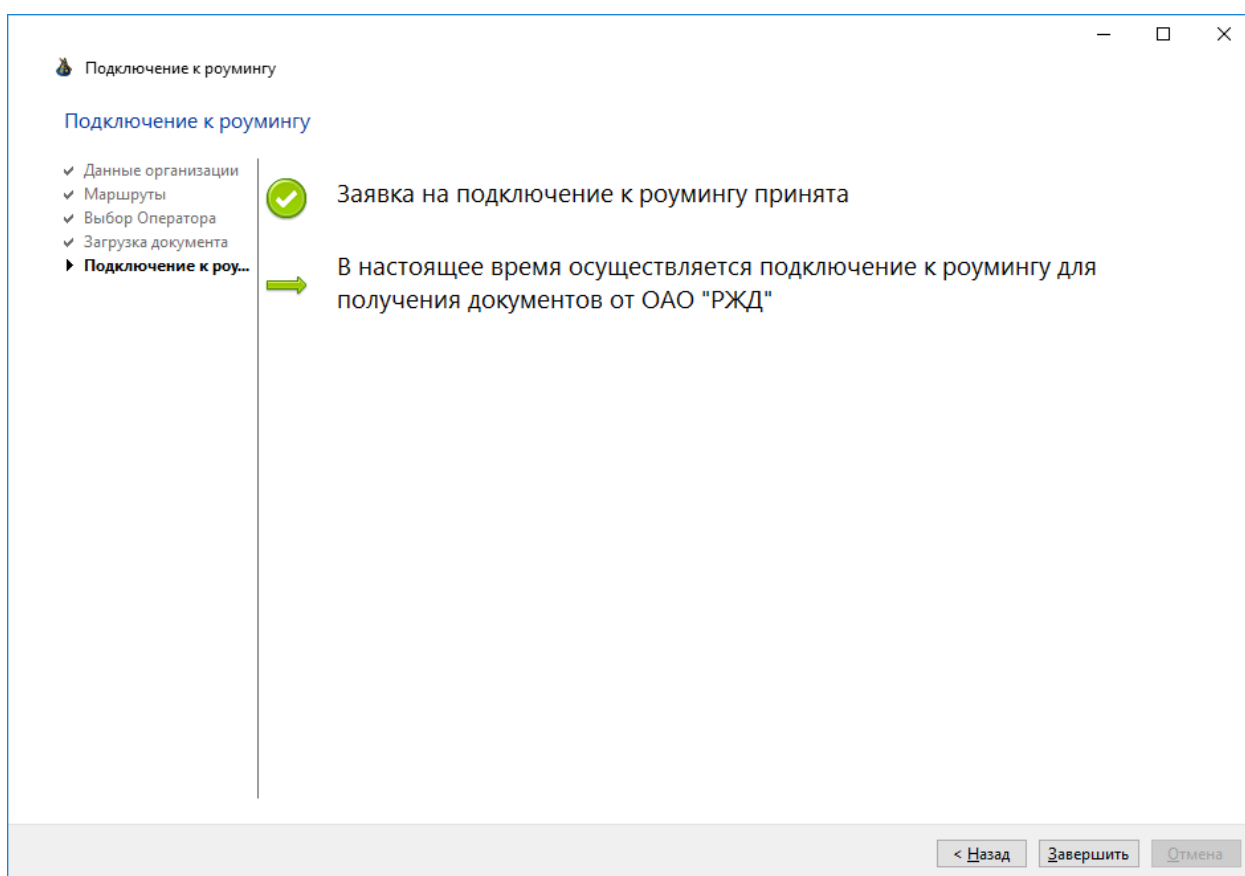 Подключение к роумингу
Подключение к роумингу
Данные организации
Маршруты
Выбор Оператора
Загрузка документа
Подключение к роу...
Заявка на подключение к роумингу принята
В настоящее время осуществляется подключение к роумингу для
получения документов от ОАО "РЖД"
< Назад Завершить Отмена